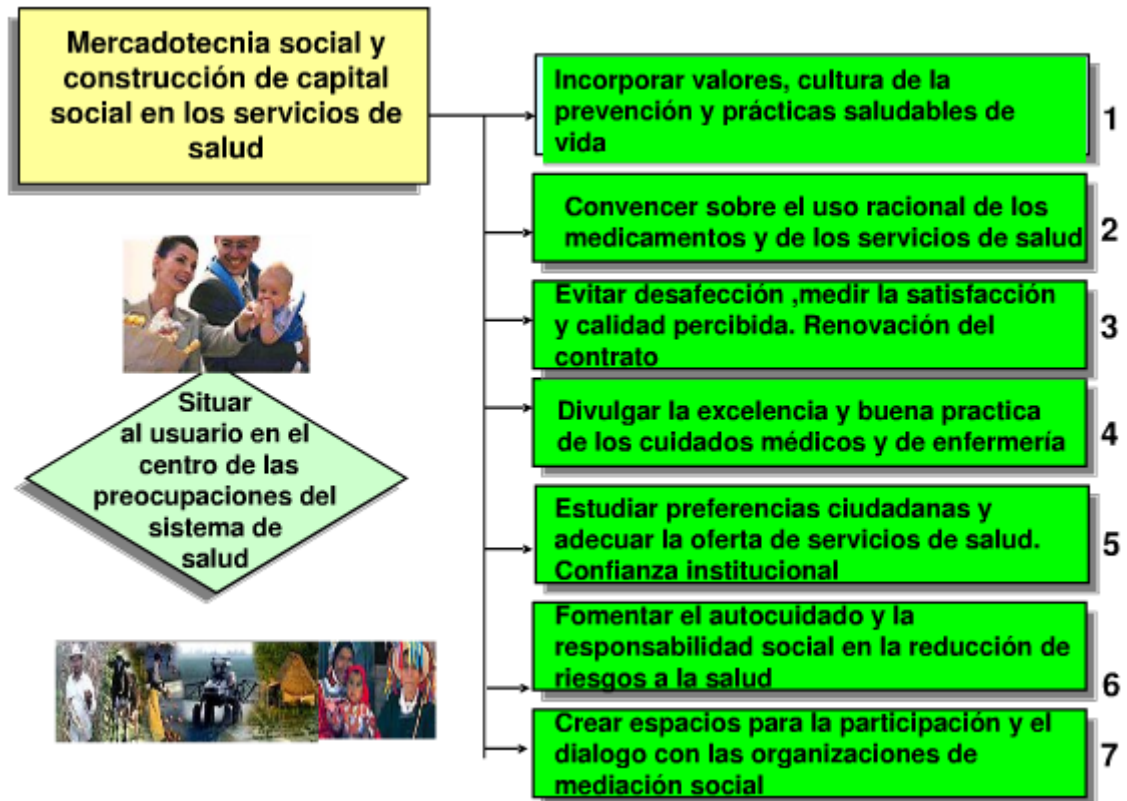 Mercadotecnia social y
construcción de capital
social en los servicios de
salud
Incorporar valores, cultura de la
prevención y prácticas saludables de
vida
1
Convencer sobre el uso racional de los
medicamentos y de los servicios de salud
2
Evitar desafección ,medir la satisfacción
y calidad percibida. Renovación del
contrato
3
Situar
al usuario en el
centro de las
preocupaciones del
sistema de
salud
Divulgar la excelencia y buena practica
de los cuidados médicos y de enfermería
4
Estudiar preferencias ciudadanas y
adecuar la oferta de servicios de salud.
Confianza institucional
5
Fomentar el autocuidado y la
responsabilidad social en la reducción de
riesgos a la salud
6
Crear espacios para la participación y el
dialogo con las organizaciones de
mediación social
7